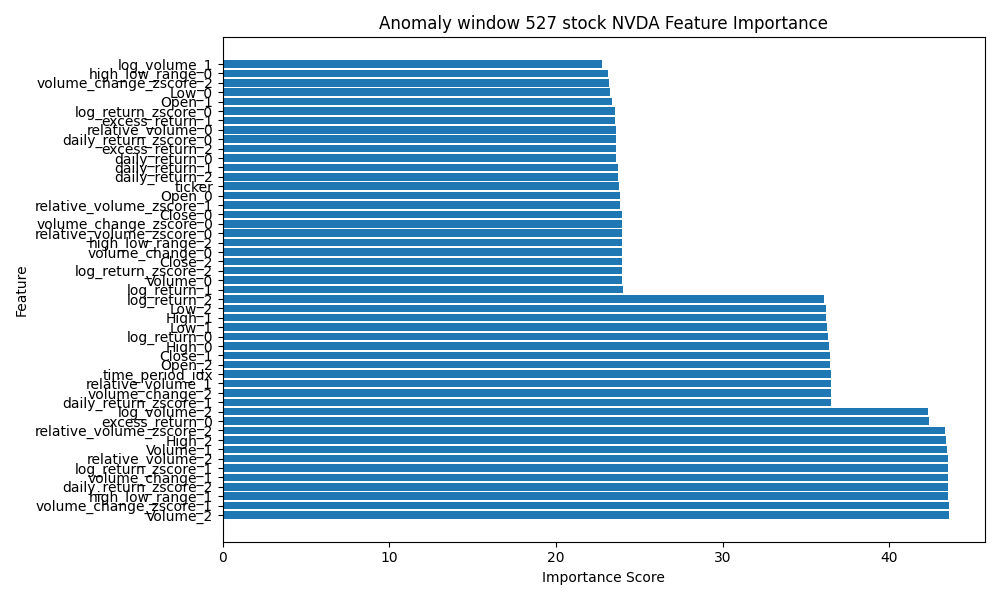 Anomaly window 527 stock NVDA Feature Importance
log_volume_1
high_low_range_0
volume_change_zscore_2
Low_0
Open_1
log_return_zscore_0
excess_return_1
relative_volume_0
daily_return_zscore_0
excess_return_2
daily_return_0
daily_return_1
daily_return_2
ticker
Open_0
relative_volume_zscore_1
Close_0
volume_change_zscore_0
relative_volume_zscore_0
high_low_range_2
volume_change_0
Close_2
log_return_zscore_2
Volume_0
log_return_1
log_return_2
Low_2
High_1
Low_1
log_return_0
High_0
Close_1
Open_2
time_period_idx
relative_volume_1
volume_change_2
daily_return_zscore_1
log_volume_2
excess_return_0
relative_volume_zscore_2
High_2
Volume_1
relative_volume_2
log_return_zscore_1
volume_change_1
daily_return_zscore_2
high_low_range_1
volume_change_zscore_1
Volume_2
Feature
0
10
20
30
40
Importance Score